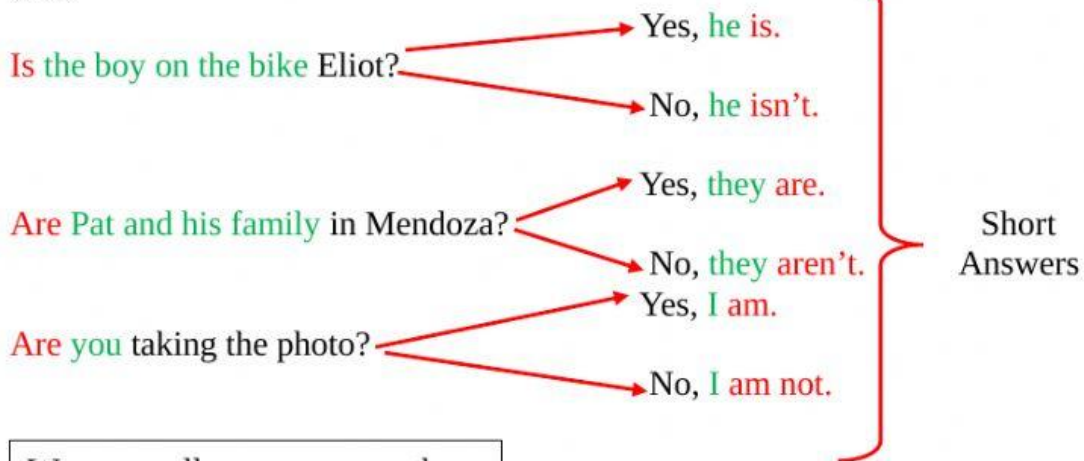 Yes, he is.
Is the boy on the bike Eliot?
No, he isn't.
Yes, they are.
Are Pat and his family in Mendoza?
No, they aren't.
Yes, I am.
Are you taking the photo?
No, I am not.
Short
Answers